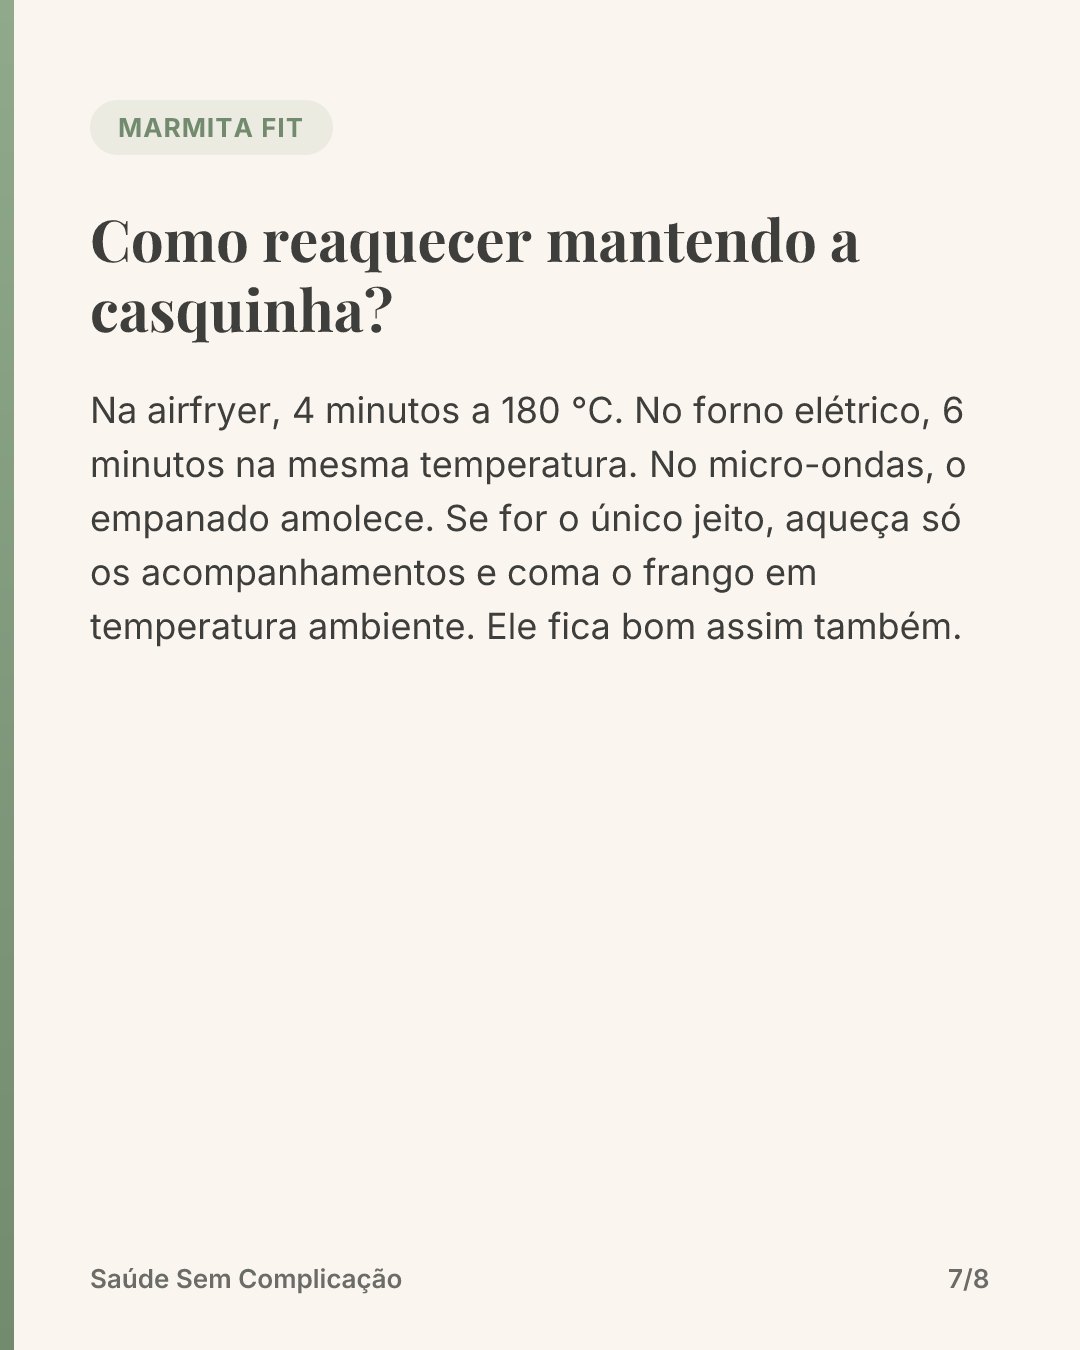 MARMITA FIT
Como reaquecer mantendo a
casquinha?
Na airfryer, 4 minutos a 180 °C. No forno elétrico, 6
minutos na mesma temperatura. No micro-ondas, o
empanado amolece. Se for o único jeito, aqueça só
os acompanhamentos e coma o frango em
temperatura ambiente. Ele fica bom assim também.
Saúde Sem Complicação
7/8